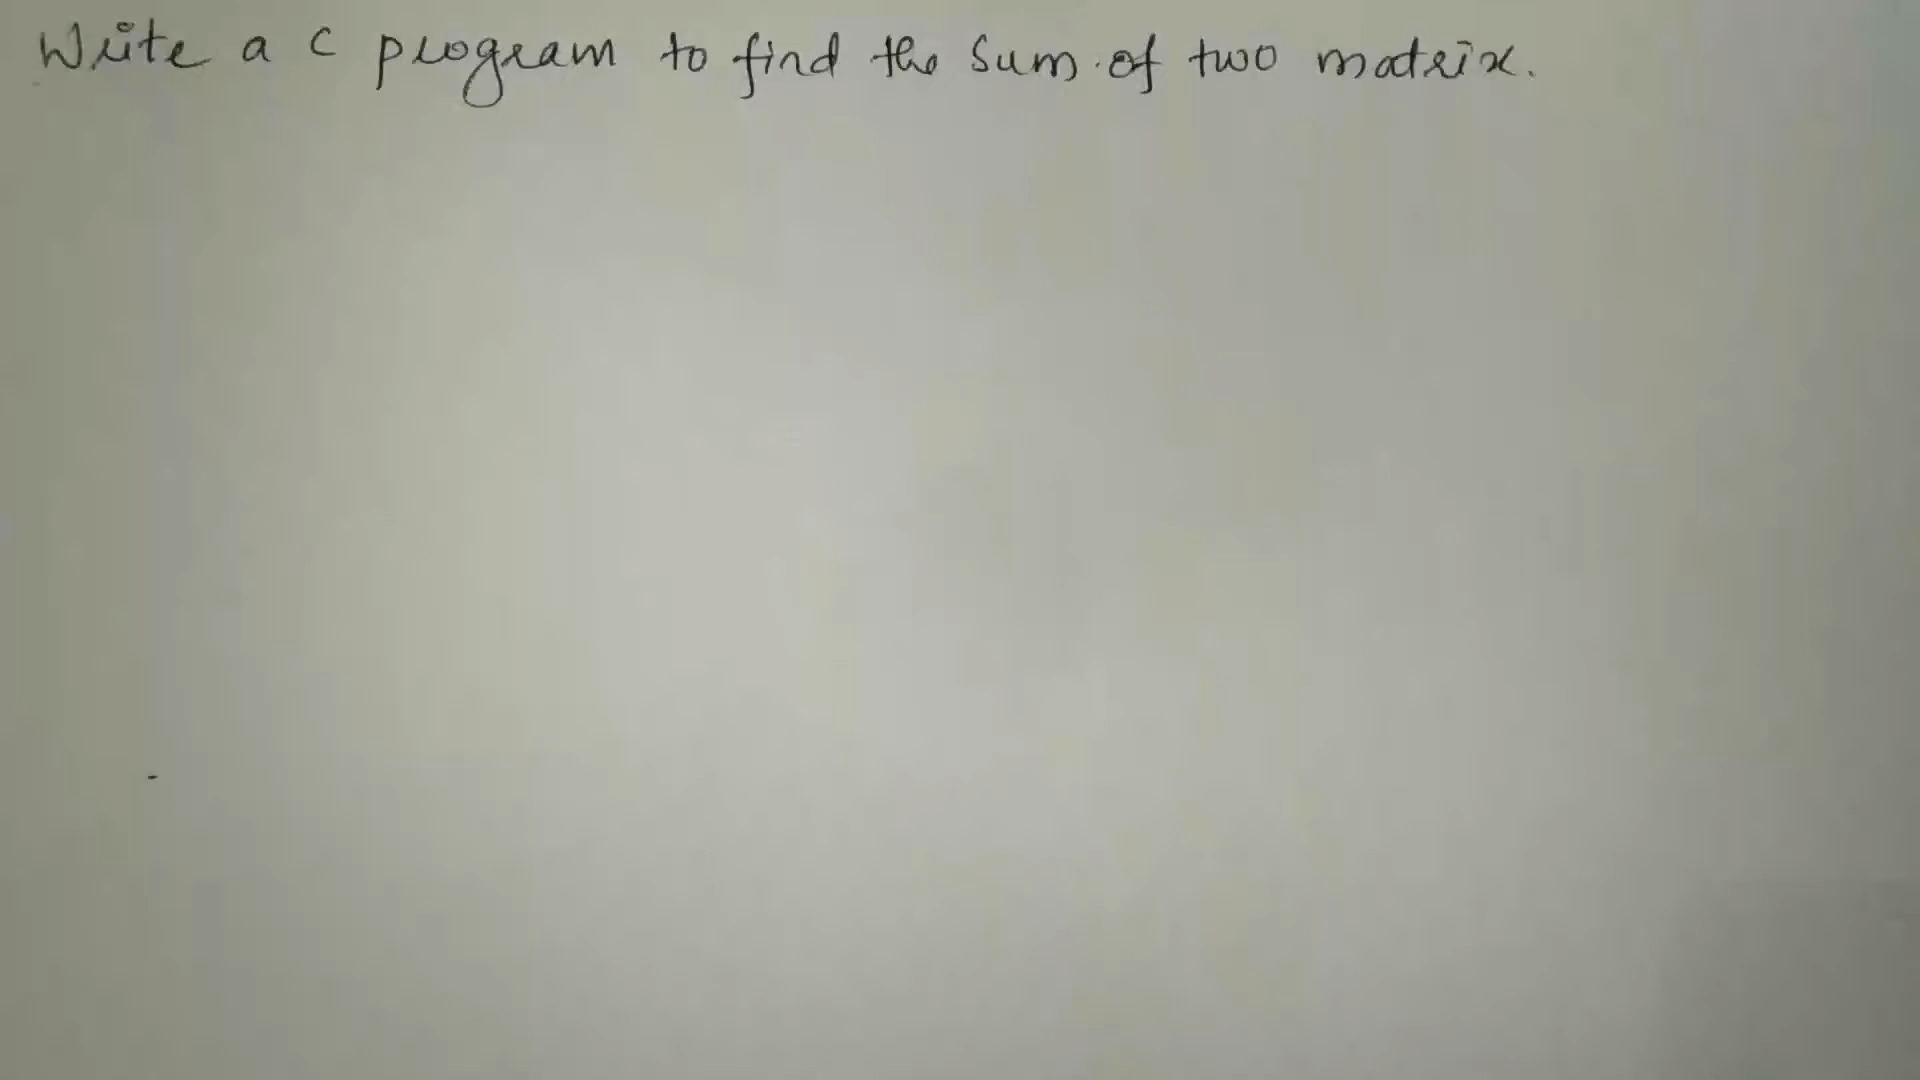 Write a c program to find the sum of two matrix.